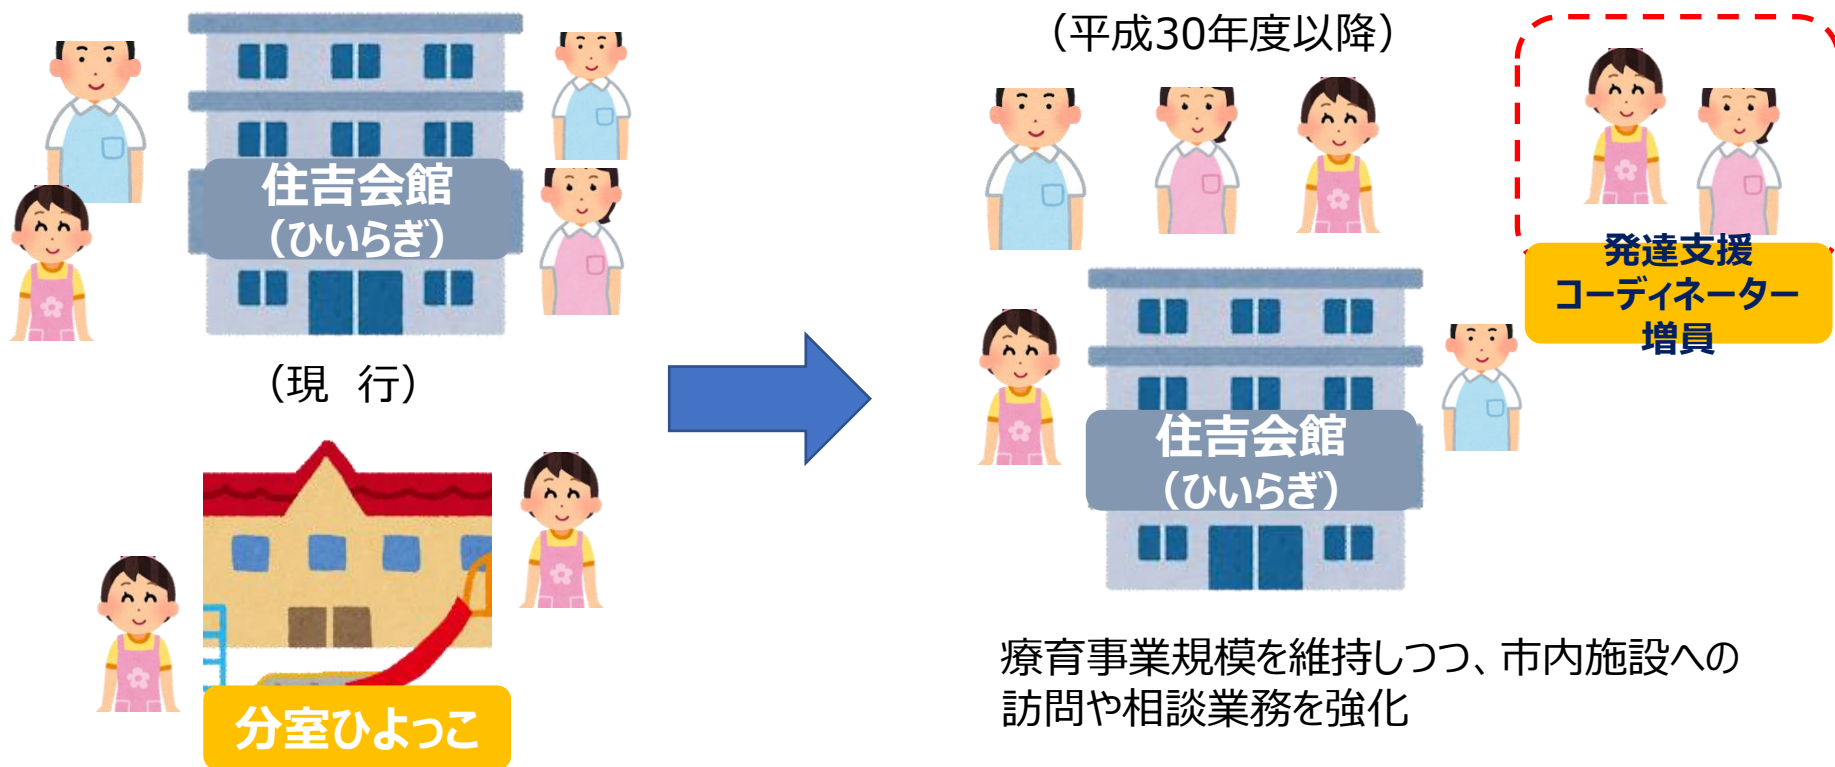 住吉会館
（ひいらぎ）
（現　行）
分室ひよっこ
（平成30年度以降）
発達支援
コーディネーター
増員
住吉会館
（ひいらぎ）
療育事業規模を維持しつつ、市内施設への
訪問や相談業務を強化